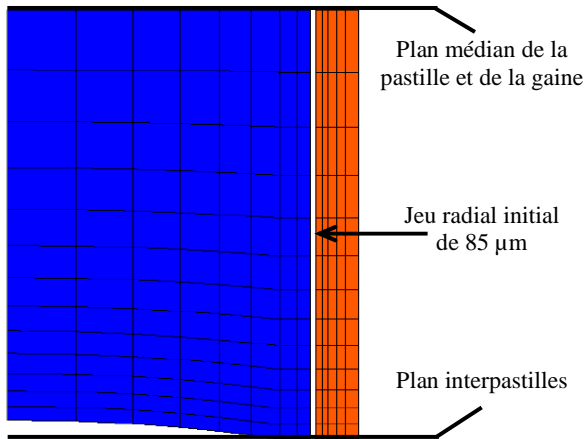 Plan médian de la
pastille et de la gaine
Jeu radial initial
de 85 µm
Plan interpastilles